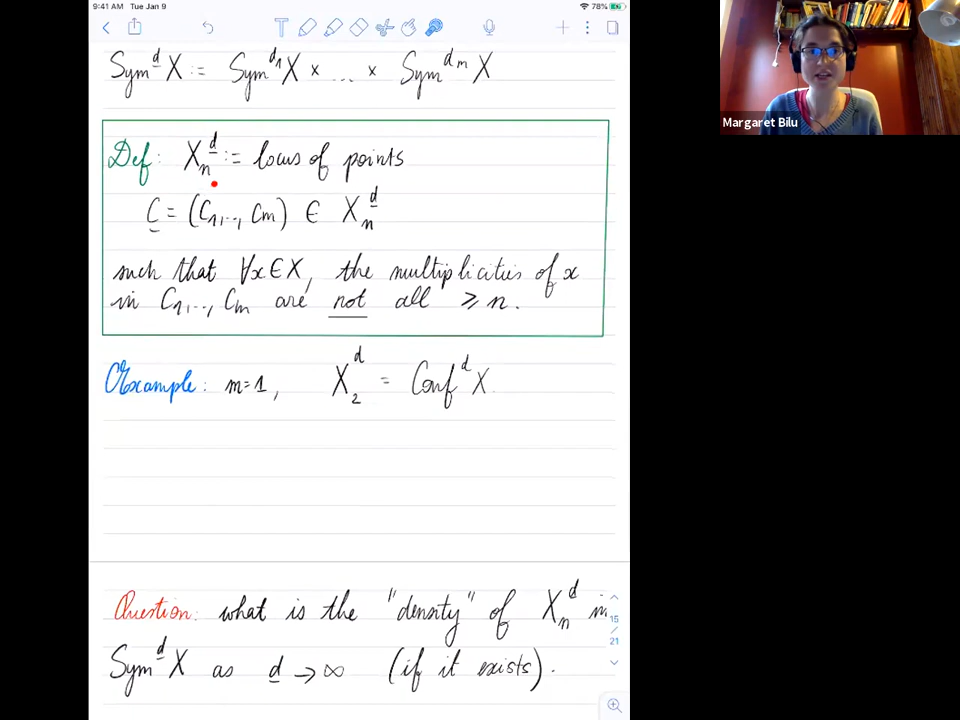 9:41 AM Tue Jan 9
78%
Sym^d X := Sym^{d_1} X × ... × Sym^{d_m} X
Def: X_n^d := locus of points
C = (C_1, .., C_m) ∈ X_n^d
such that ∀x∈X, the multiplicities of x
in C_1, .., C_m are not all ⩾ n.
Example: m=1, X_2^d = Conf^d X
Question: what is the "density" of X_n^d in
Sym^d X as d → ∞ (if it exists).
15
/
21
Margaret Bilu